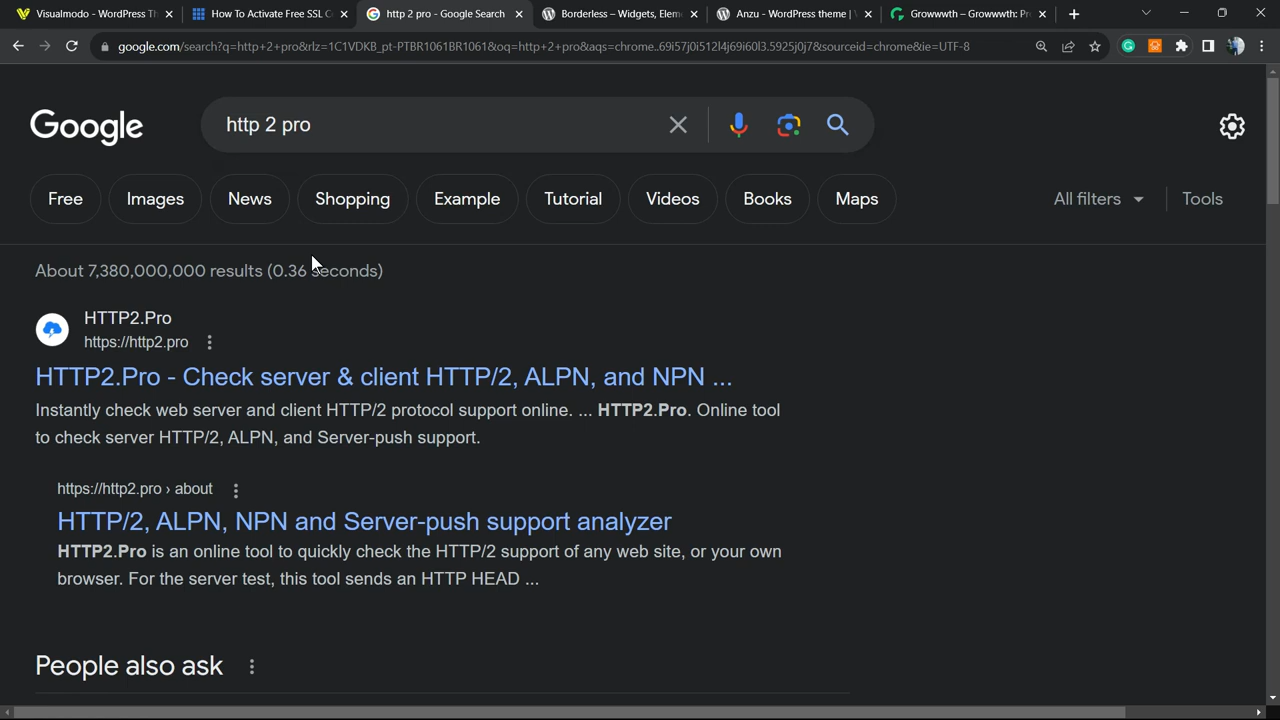 Visualmodo - WordPress Th
How To Activate Free SSL C
http 2 pro - Google Search
Borderless – Widgets, Elem
Anzu - WordPress theme | V
Growwwth – Growwwth: Pr
google.com/search?q=http+2+pro&rlz=1C1VDKB_pt-PTBR1061BR1061&oq=http+2+pro&aqs=chrome..69i57j0i512l4j69i60l3.5925j0j7&sourceid=chrome&ie=UTF-8
Google
http 2 pro
Free
Images
News
Shopping
Example
Tutorial
Videos
Books
Maps
All filters
Tools
About 7,380,000,000 results (0.36 seconds)
HTTP2.Pro
https://http2.pro
HTTP2.Pro - Check server & client HTTP/2, ALPN, and NPN ...
Instantly check web server and client HTTP/2 protocol support online. ... HTTP2.Pro. Online tool
to check server HTTP/2, ALPN, and Server-push support.
https://http2.pro › about
HTTP/2, ALPN, NPN and Server-push support analyzer
HTTP2.Pro is an online tool to quickly check the HTTP/2 support of any web site, or your own
browser. For the server test, this tool sends an HTTP HEAD ...
People also ask